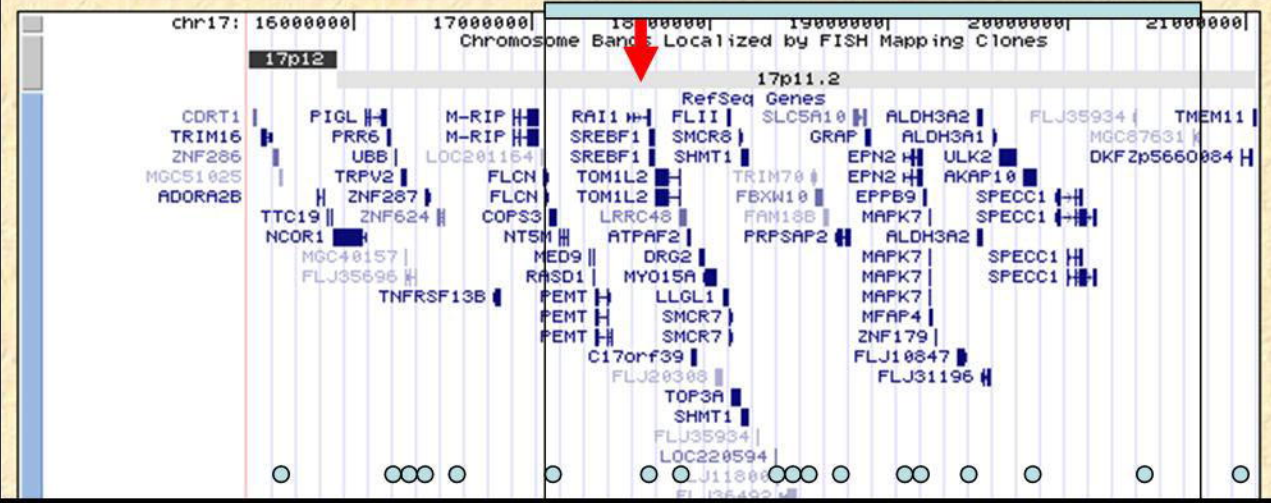 chr17: 16000000| 17000000| 18000000| 19000000| 20000000| 21000000|
Chromosome Bands Localized by FISH Mapping Clones
17p12
17p11.2
RefSeq Genes
CDRT1 PIGL M-RIP RAI1 FLII SLC5A10 ALDH3A2 FLJ35934 TMEM11
TRIM16 PRR6 M-RIP SREBF1 SMCR8 GRAP ALDH3A1 MGC87631
ZNF286 UBB LOC201164 SREBF1 SHMT1 EPN2 ULK2 DKFZp566O084
MGC51025 TRPV2 FLCN TOM1L2 TRIM70 EPN2 AKAP10
ADORA2B ZNF287 FLCN TOM1L2 FBXW10 EPPB9 SPECC1
TTC19 ZNF624 COPS3 LRRC48 FAM18B MAPK7 SPECC1
NCOR1 NT5M ATPAF2 PRPSAP2 ALDH3A2
MGC40157 MED9 DRG2 MAPK7 SPECC1
FLJ35696 RASD1 MYO15A MAPK7 SPECC1
TNFRSF13B PEMT LLGL1 MAPK7
PEMT SMCR7 MFAP4
PEMT SMCR7 ZNF179
C17orf39 FLJ10847
FLJ20308 FLJ31196
TOP3A
SHMT1
FLJ35934
LOC220594
LJ11800
FLJ36492